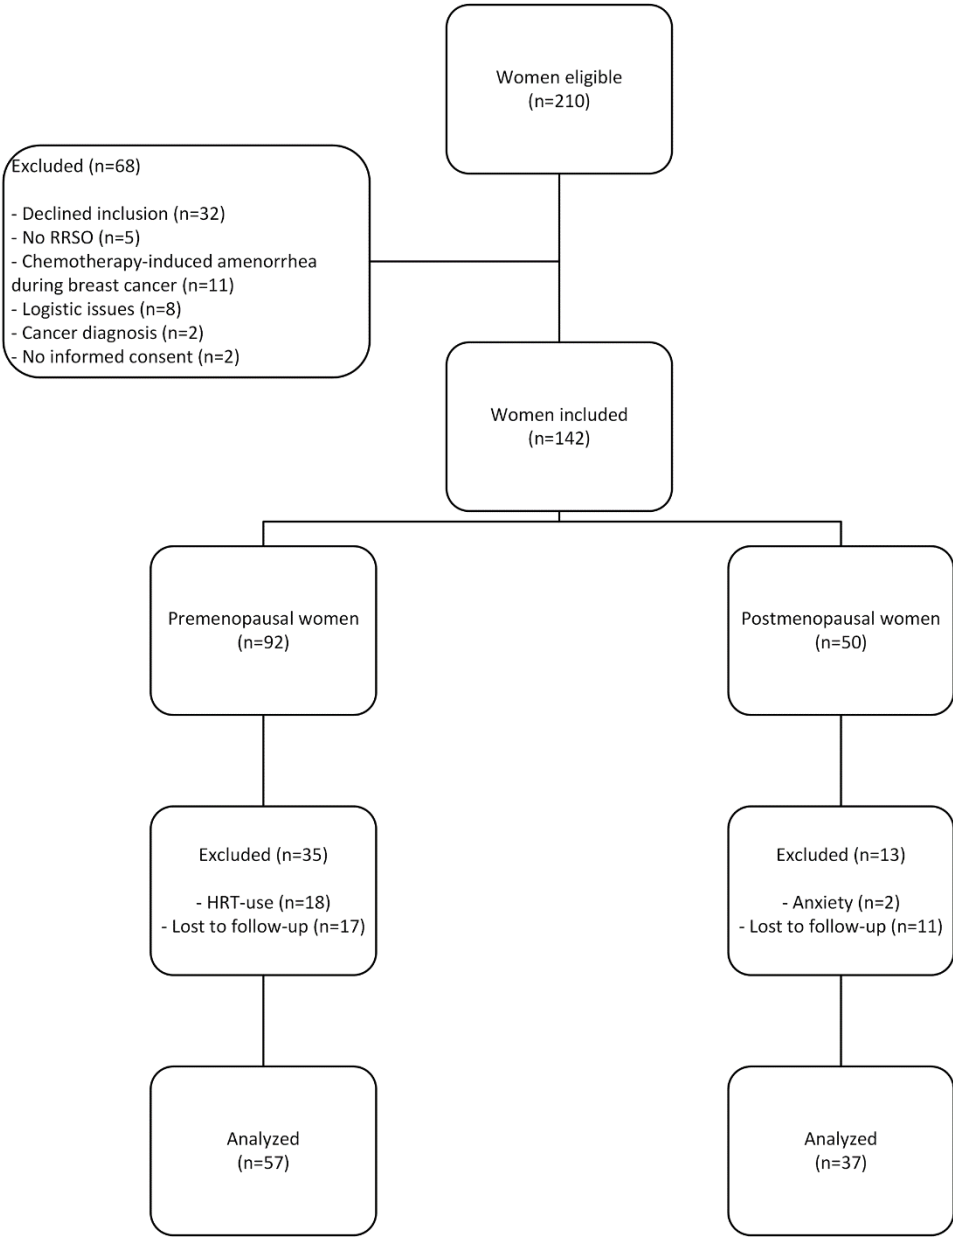 Women eligible
(n=210)
Excluded (n=68)
- Declined inclusion (n=32)
- No RRSO (n=5)
- Chemotherapy-induced amenorrhea
during breast cancer (n=11)
- Logistic issues (n=8)
- Cancer diagnosis (n=2)
- No informed consent (n=2)
Women included
(n=142)
Premenopausal women
(n=92)
Postmenopausal women
(n=50)
Excluded (n=35)
- HRT-use (n=18)
- Lost to follow-up (n=17)
Excluded (n=13)
- Anxiety (n=2)
- Lost to follow-up (n=11)
Analyzed
(n=57)
Analyzed
(n=37)